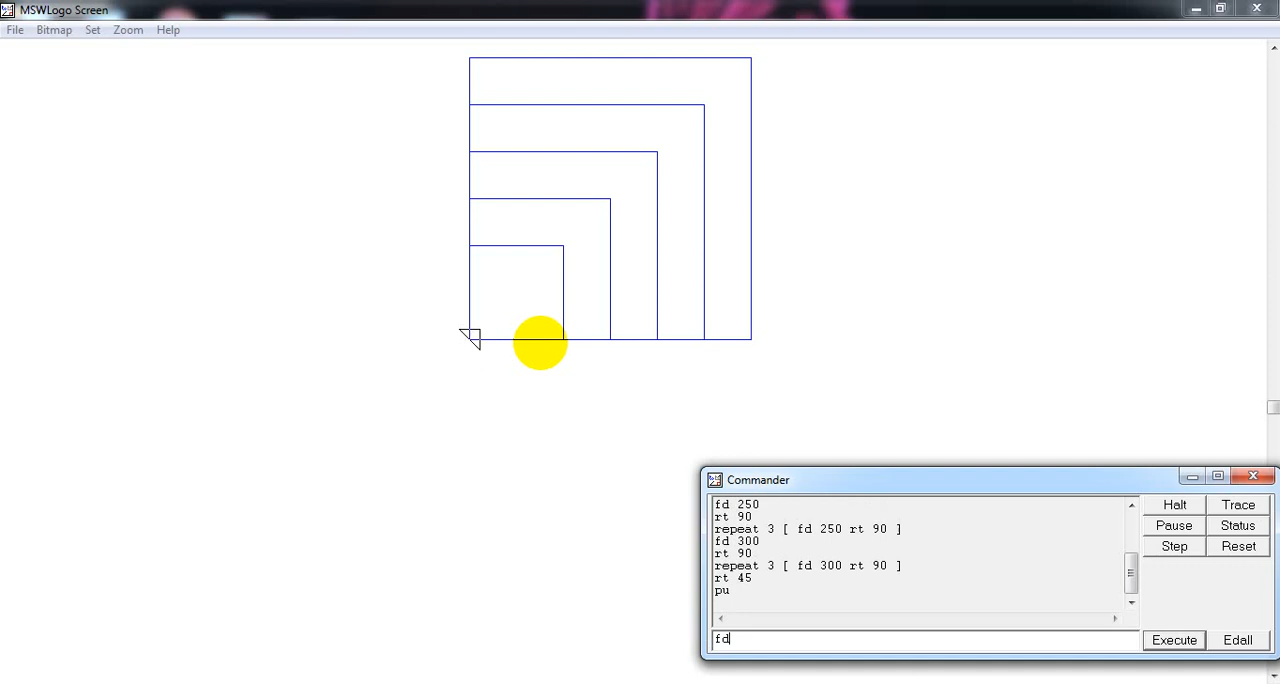 MSWLogo Screen
File Bitmap Set Zoom Help
Commander
fd 250
rt 90
repeat 3 [ fd 250 rt 90 ]
fd 300
rt 90
repeat 3 [ fd 300 rt 90 ]
rt 45
pu
fd
Halt Trace
Pause Status
Step Reset
Execute Edall